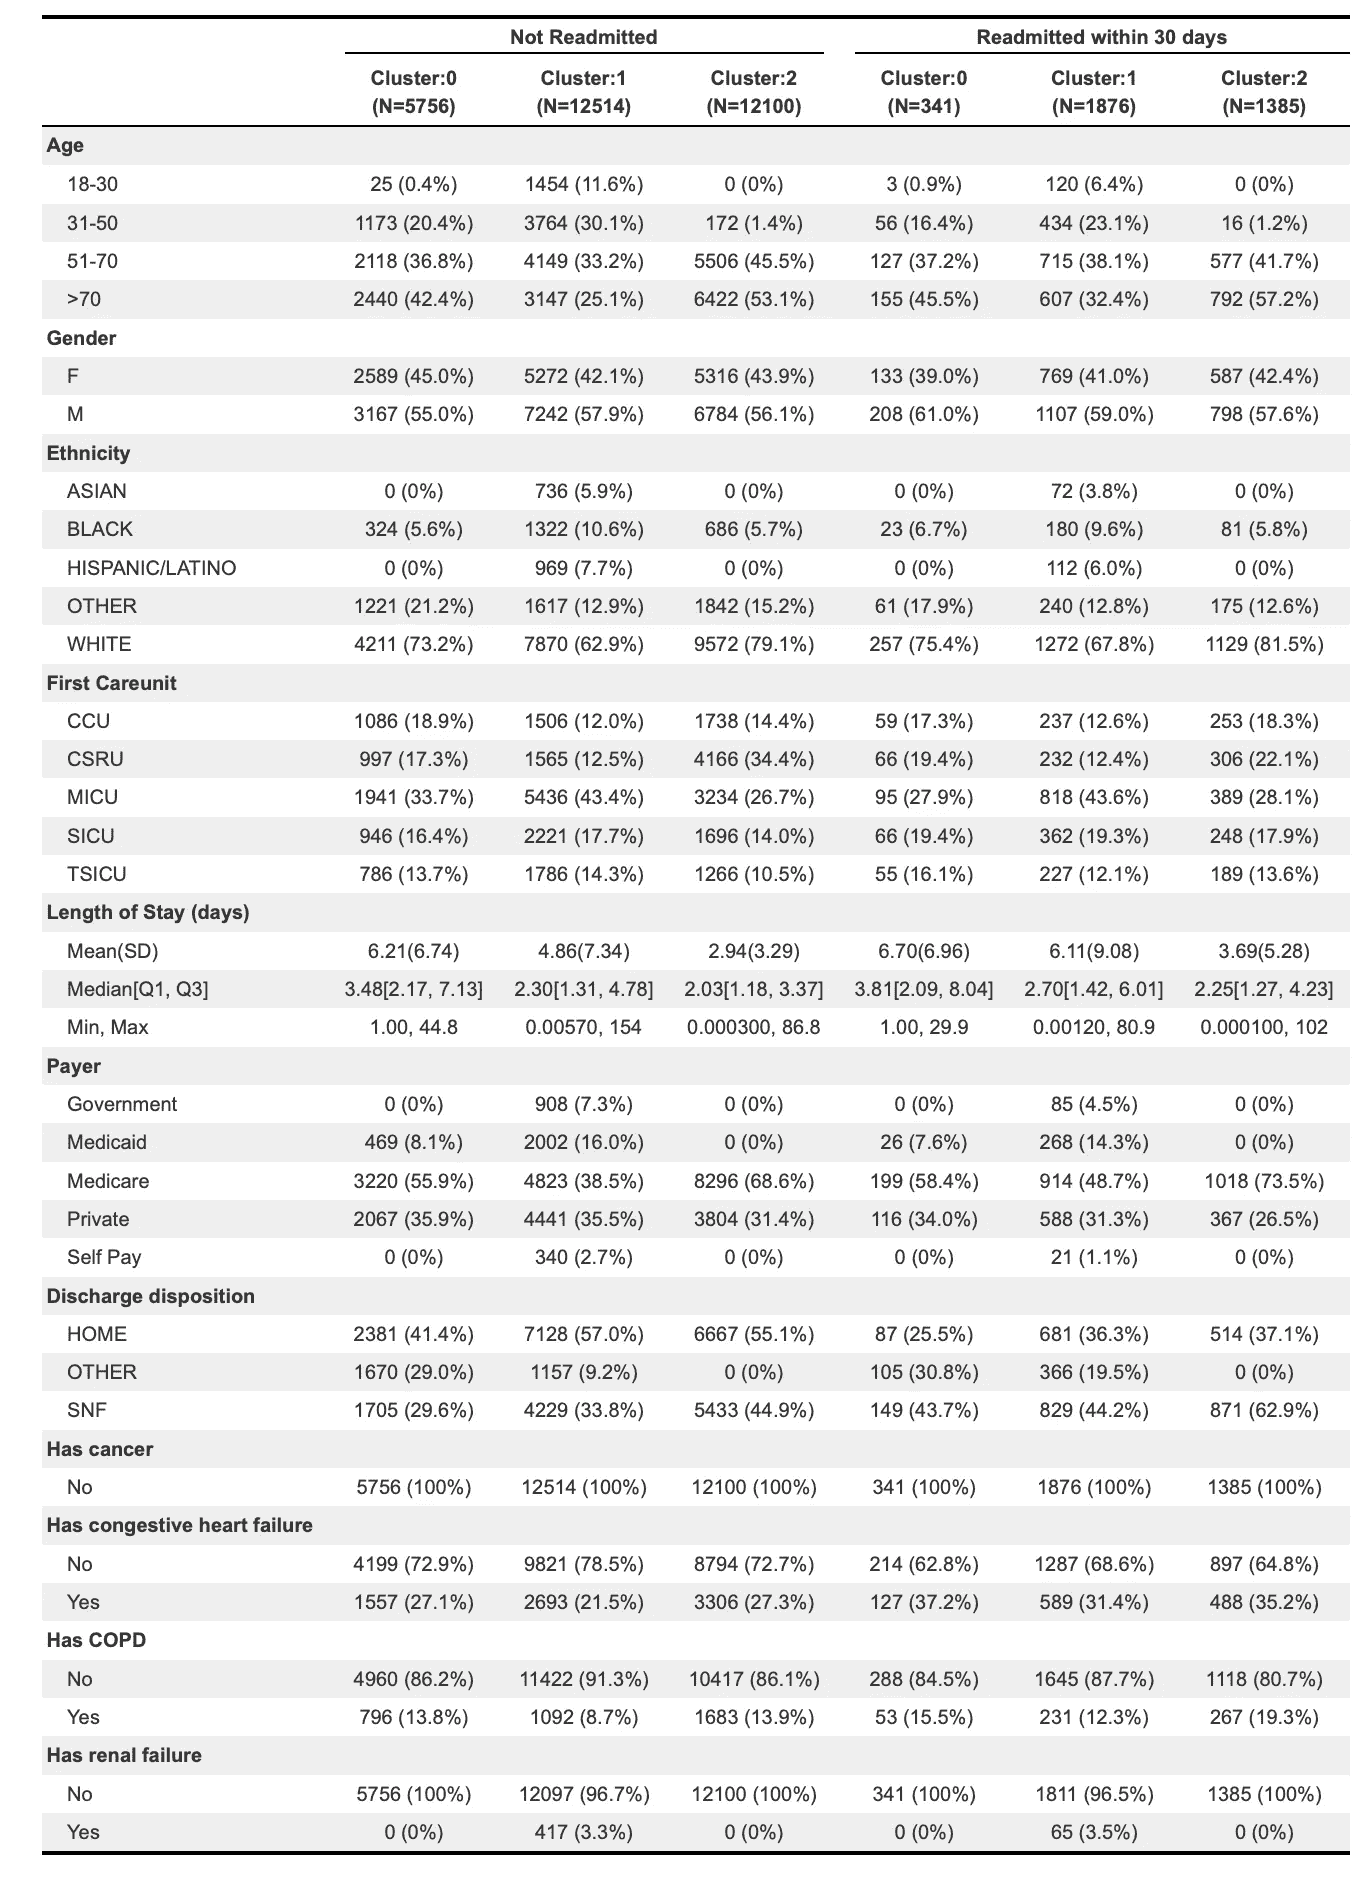 Not Readmitted Readmitted within 30 days
Cluster:0 Cluster:1 Cluster:2 Cluster:0 Cluster:1 Cluster:2
(N=5756) (N=12514) (N=12100) (N=341) (N=1876) (N=1385)
Age
18-30 25 (0.4%) 1454 (11.6%) 0 (0%) 3 (0.9%) 120 (6.4%) 0 (0%)
31-50 1173 (20.4%) 3764 (30.1%) 172 (1.4%) 56 (16.4%) 434 (23.1%) 16 (1.2%)
51-70 2118 (36.8%) 4149 (33.2%) 5506 (45.5%) 127 (37.2%) 715 (38.1%) 577 (41.7%)
>70 2440 (42.4%) 3147 (25.1%) 6422 (53.1%) 155 (45.5%) 607 (32.4%) 792 (57.2%)
Gender
F 2589 (45.0%) 5272 (42.1%) 5316 (43.9%) 133 (39.0%) 769 (41.0%) 587 (42.4%)
M 3167 (55.0%) 7242 (57.9%) 6784 (56.1%) 208 (61.0%) 1107 (59.0%) 798 (57.6%)
Ethnicity
ASIAN 0 (0%) 736 (5.9%) 0 (0%) 0 (0%) 72 (3.8%) 0 (0%)
BLACK 324 (5.6%) 1322 (10.6%) 686 (5.7%) 23 (6.7%) 180 (9.6%) 81 (5.8%)
HISPANIC/LATINO 0 (0%) 969 (7.7%) 0 (0%) 0 (0%) 112 (6.0%) 0 (0%)
OTHER 1221 (21.2%) 1617 (12.9%) 1842 (15.2%) 61 (17.9%) 240 (12.8%) 175 (12.6%)
WHITE 4211 (73.2%) 7870 (62.9%) 9572 (79.1%) 257 (75.4%) 1272 (67.8%) 1129 (81.5%)
First Careunit
CCU 1086 (18.9%) 1506 (12.0%) 1738 (14.4%) 59 (17.3%) 237 (12.6%) 253 (18.3%)
CSRU 997 (17.3%) 1565 (12.5%) 4166 (34.4%) 66 (19.4%) 232 (12.4%) 306 (22.1%)
MICU 1941 (33.7%) 5436 (43.4%) 3234 (26.7%) 95 (27.9%) 818 (43.6%) 389 (28.1%)
SICU 946 (16.4%) 2221 (17.7%) 1696 (14.0%) 66 (19.4%) 362 (19.3%) 248 (17.9%)
TSICU 786 (13.7%) 1786 (14.3%) 1266 (10.5%) 55 (16.1%) 227 (12.1%) 189 (13.6%)
Length of Stay (days)
Mean(SD) 6.21(6.74) 4.86(7.34) 2.94(3.29) 6.70(6.96) 6.11(9.08) 3.69(5.28)
Median[Q1, Q3] 3.48[2.17, 7.13] 2.30[1.31, 4.78] 2.03[1.18, 3.37] 3.81[2.09, 8.04] 2.70[1.42, 6.01] 2.25[1.27, 4.23]
Min, Max 1.00, 44.8 0.00570, 154 0.000300, 86.8 1.00, 29.9 0.00120, 80.9 0.000100, 102
Payer
Government 0 (0%) 908 (7.3%) 0 (0%) 0 (0%) 85 (4.5%) 0 (0%)
Medicaid 469 (8.1%) 2002 (16.0%) 0 (0%) 26 (7.6%) 268 (14.3%) 0 (0%)
Medicare 3220 (55.9%) 4823 (38.5%) 8296 (68.6%) 199 (58.4%) 914 (48.7%) 1018 (73.5%)
Private 2067 (35.9%) 4441 (35.5%) 3804 (31.4%) 116 (34.0%) 588 (31.3%) 367 (26.5%)
Self Pay 0 (0%) 340 (2.7%) 0 (0%) 0 (0%) 21 (1.1%) 0 (0%)
Discharge disposition
HOME 2381 (41.4%) 7128 (57.0%) 6667 (55.1%) 87 (25.5%) 681 (36.3%) 514 (37.1%)
OTHER 1670 (29.0%) 1157 (9.2%) 0 (0%) 105 (30.8%) 366 (19.5%) 0 (0%)
SNF 1705 (29.6%) 4229 (33.8%) 5433 (44.9%) 149 (43.7%) 829 (44.2%) 871 (62.9%)
Has cancer
No 5756 (100%) 12514 (100%) 12100 (100%) 341 (100%) 1876 (100%) 1385 (100%)
Has congestive heart failure
No 4199 (72.9%) 9821 (78.5%) 8794 (72.7%) 214 (62.8%) 1287 (68.6%) 897 (64.8%)
Yes 1557 (27.1%) 2693 (21.5%) 3306 (27.3%) 127 (37.2%) 589 (31.4%) 488 (35.2%)
Has COPD
No 4960 (86.2%) 11422 (91.3%) 10417 (86.1%) 288 (84.5%) 1645 (87.7%) 1118 (80.7%)
Yes 796 (13.8%) 1092 (8.7%) 1683 (13.9%) 53 (15.5%) 231 (12.3%) 267 (19.3%)
Has renal failure
No 5756 (100%) 12097 (96.7%) 12100 (100%) 341 (100%) 1811 (96.5%) 1385 (100%)
Yes 0 (0%) 417 (3.3%) 0 (0%) 0 (0%) 65 (3.5%) 0 (0%)